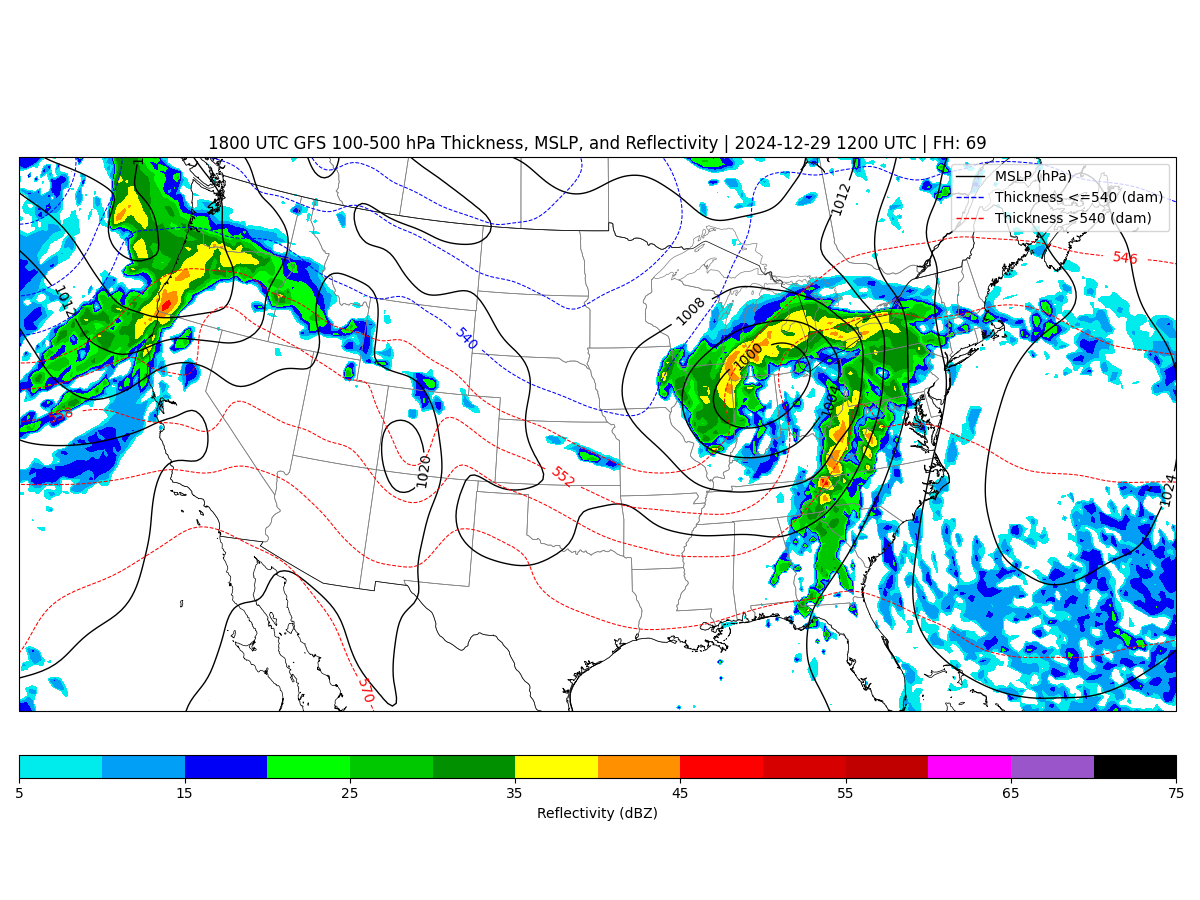 1800 UTC GFS 100-500 hPa Thickness, MSLP, and Reflectivity | 2024-12-29 1200 UTC | FH: 69
MSLP (hPa)
Thickness <=540 (dam)
Thickness >540 (dam)
1012
546
1012
1008
540
1000
1004
552
1020
1024
570
5 15 25 35 45 55 65 75
Reflectivity (dBZ)